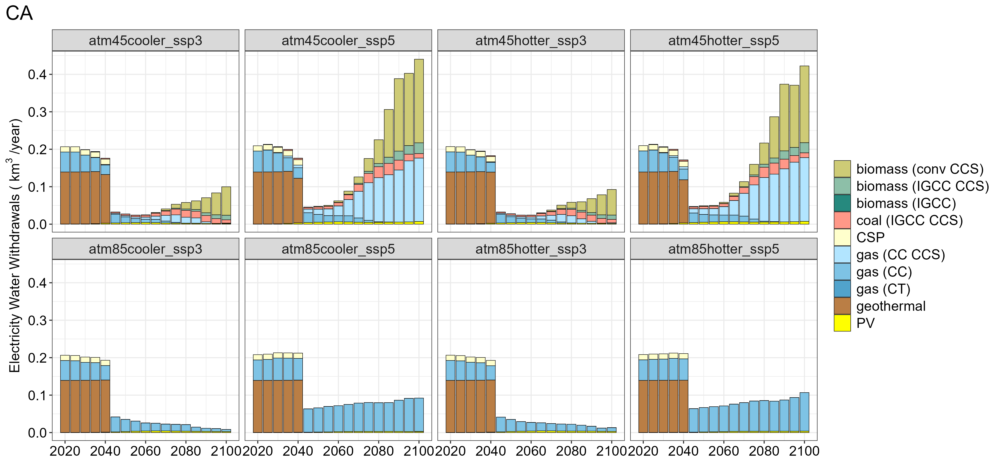 CA
atm45cooler_ssp3
atm45cooler_ssp5
atm45hotter_ssp3
atm45hotter_ssp5
0.4
0.3
0.2
0.1
0.0
atm85cooler_ssp3
atm85cooler_ssp5
atm85hotter_ssp3
atm85hotter_ssp5
0.4
0.3
0.2
0.1
0.0
2020 2040 2060 2080 2100
2020 2040 2060 2080 2100
2020 2040 2060 2080 2100
2020 2040 2060 2080 2100
Electricity Water Withdrawals ( km³ /year)
biomass (conv CCS)
biomass (IGCC CCS)
biomass (IGCC)
coal (IGCC CCS)
CSP
gas (CC CCS)
gas (CC)
gas (CT)
geothermal
PV